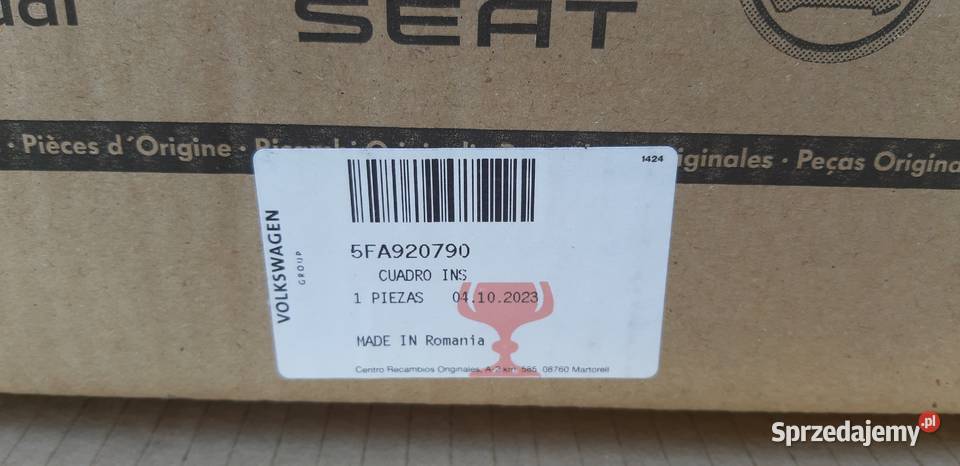 SEAT
· Pièces d´Origine ·
iginales · Peças Origina
1424
VOLKSWAGEN
GROUP
5FA920790
CUADRO INS
1 PIEZAS 04.10.2023
MADE IN Romania
Centro Recambios Originales, A-2 km. 585, 08760 Martorell
Sprzedajemy.pl